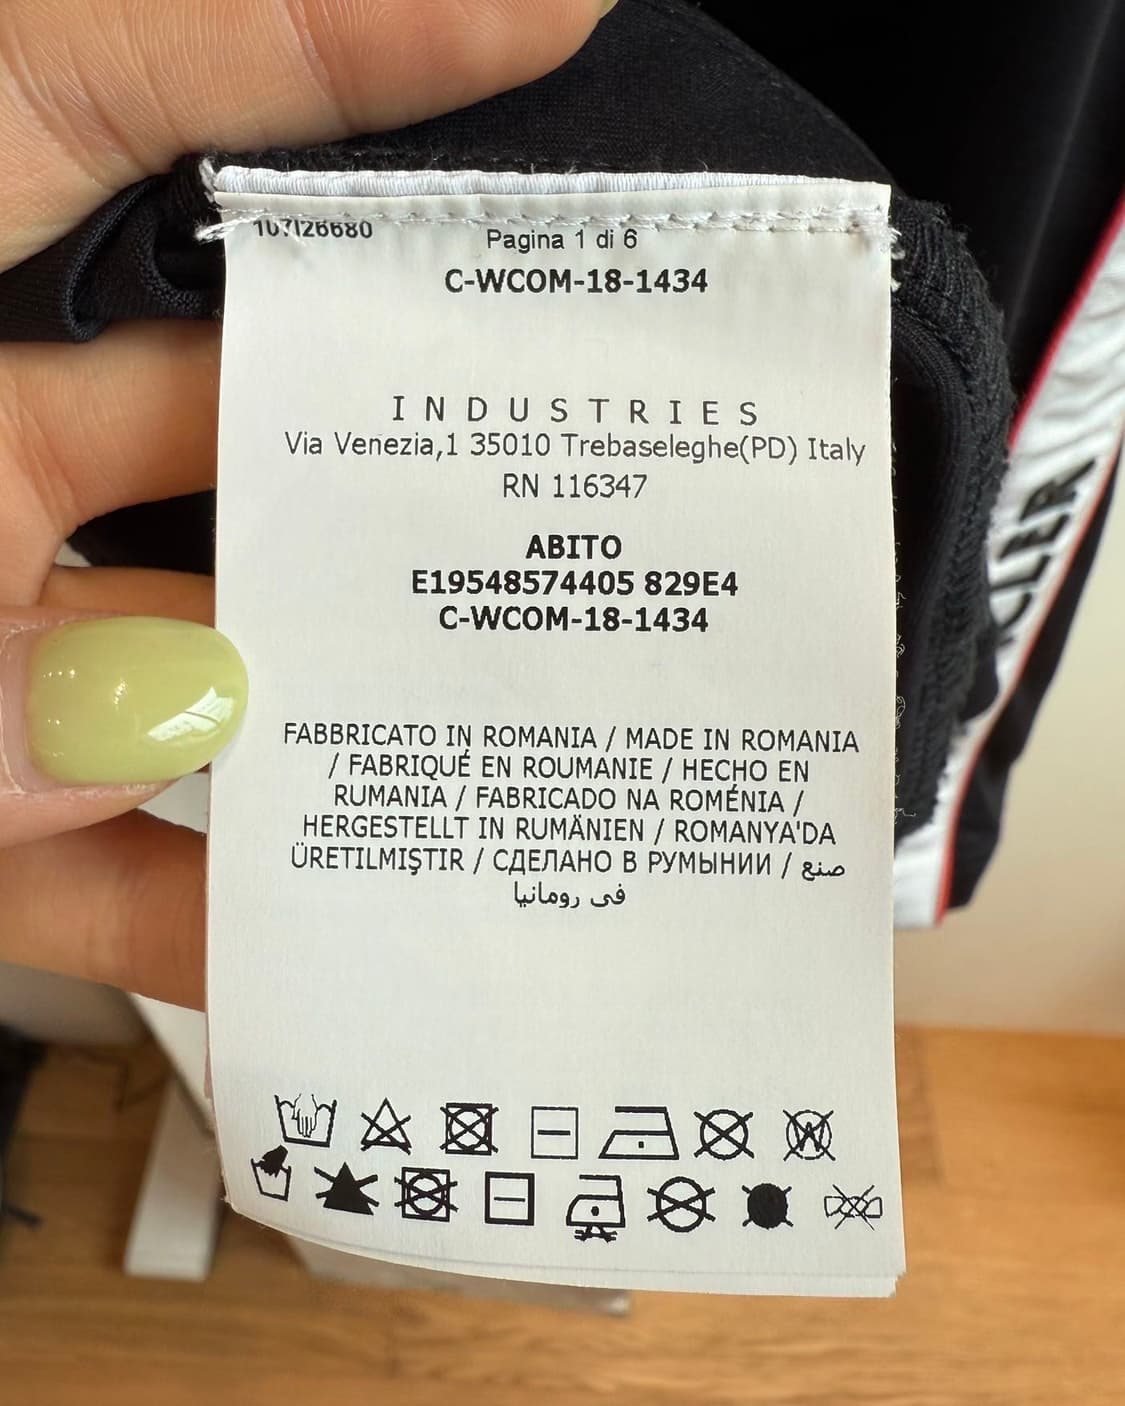 107I26680
Pagina 1 di 6
C-WCOM-18-1434
INDUSTRIES
Via Venezia,1 35010 Trebaseleghe(PD) Italy
RN 116347
ABITO
E19548574405 829E4
C-WCOM-18-1434
FABBRICATO IN ROMANIA / MADE IN ROMANIA
/ FABRIQUÉ EN ROUMANIE / HECHO EN
RUMANIA / FABRICADO NA ROMÉNIA /
HERGESTELLT IN RUMÄNIEN / ROMANYA'DA
ÜRETILMIŞTIR / СДЕЛАНО В РУМЫНИИ / صنع
فى رومانيا
W
CLER